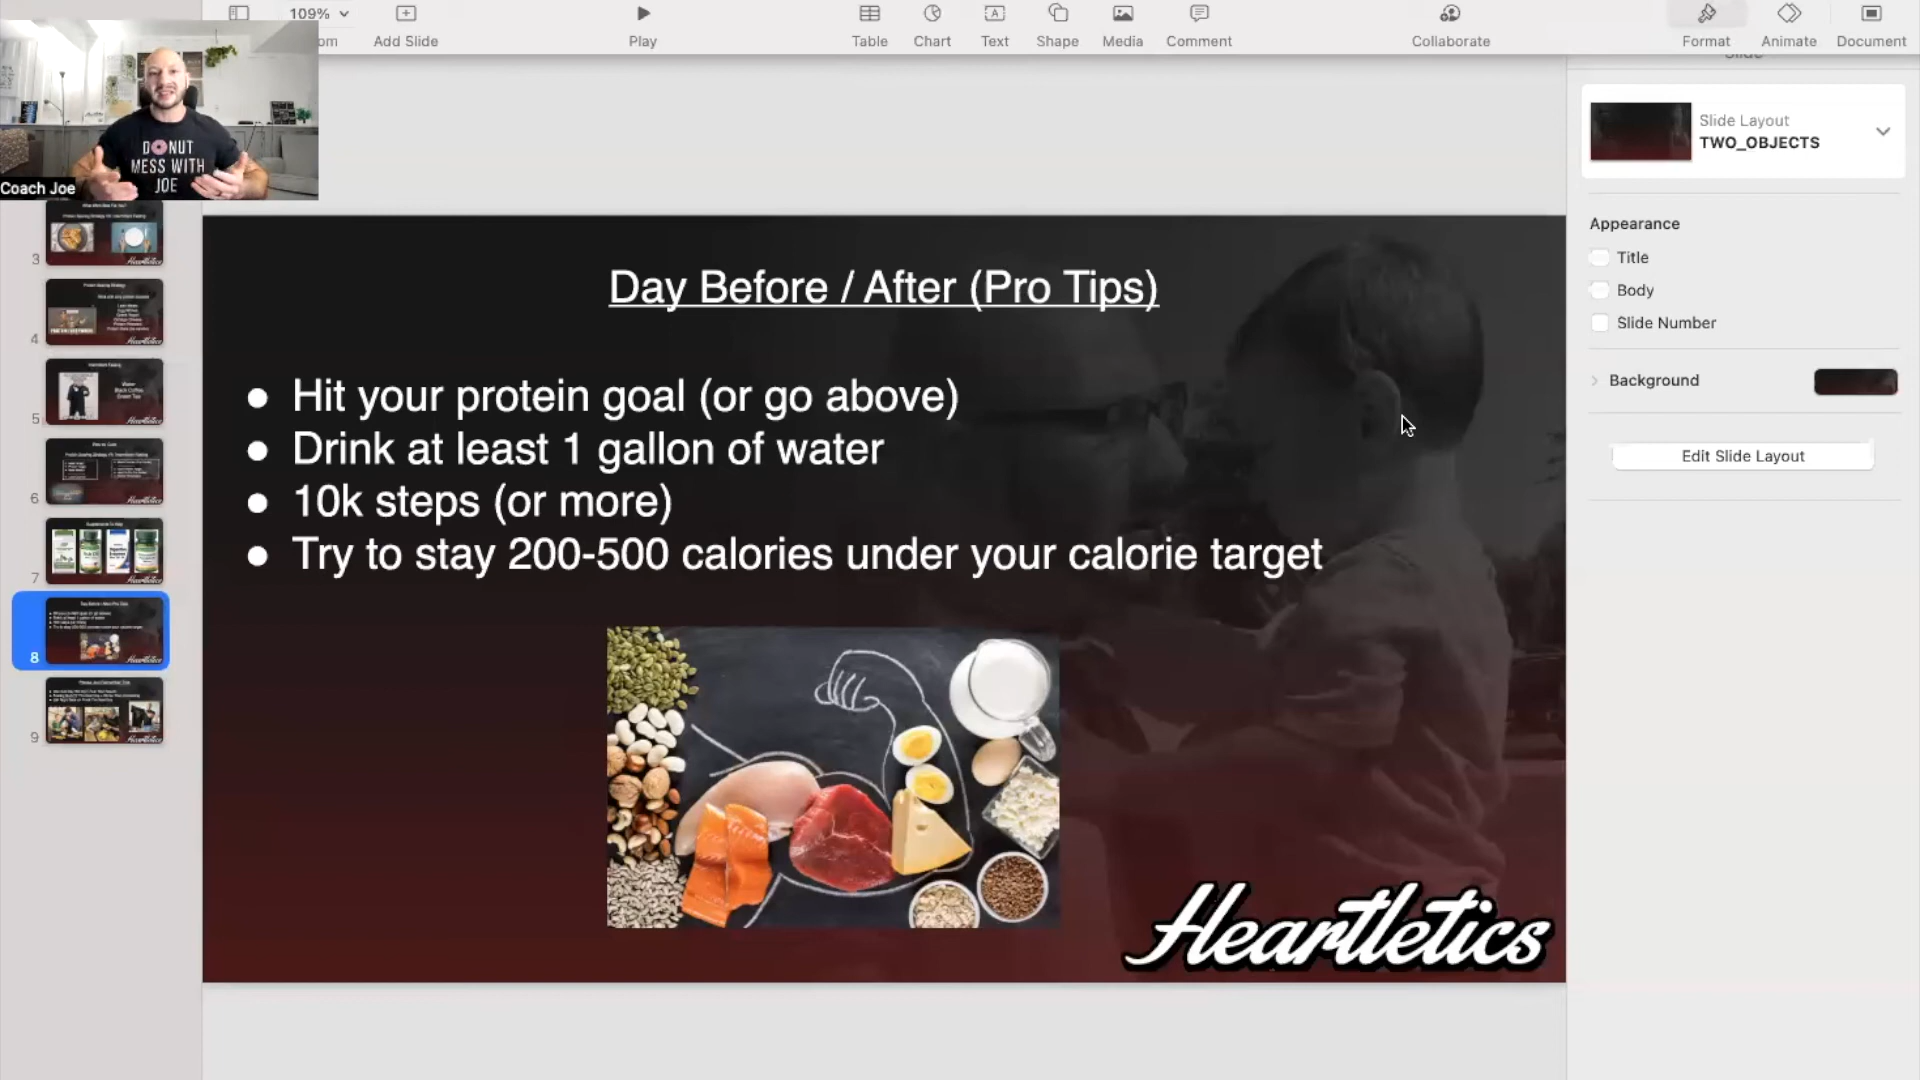 109%
Add Slide
Play
Table
Chart
Text
Shape
Media
Comment
Collaborate
Format
Animate
Document
DONUT
MESS WITH
JOE
Coach Joe
3
4
5
6
7
8
9
Day Before / After (Pro Tips)
● Hit your protein goal (or go above)
● Drink at least 1 gallon of water
● 10k steps (or more)
● Try to stay 200-500 calories under your calorie target
Heartletics
Slide Layout
TWO_OBJECTS
Appearance
Title
Body
Slide Number
Background
Edit Slide Layout